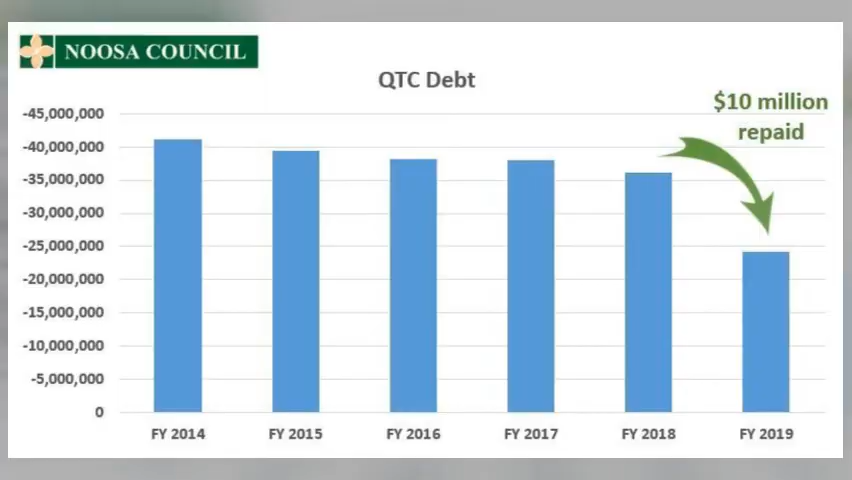 NOOSA COUNCIL
QTC Debt
$10 million
repaid
-45,000,000
-40,000,000
-35,000,000
-30,000,000
-25,000,000
-20,000,000
-15,000,000
-10,000,000
-5,000,000
0
FY 2014 FY 2015 FY 2016 FY 2017 FY 2018 FY 2019